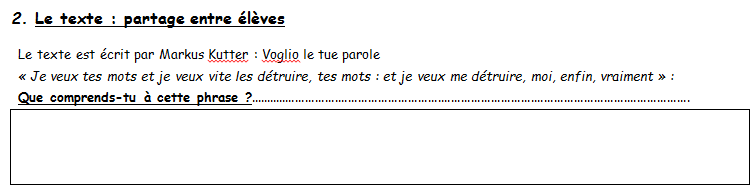 2. Le texte : partage entre élèves
Le texte est écrit par Markus Kutter : Voglio le tue parole
« Je veux tes mots et je veux vite les détruire, tes mots : et je veux me détruire, moi, enfin, vraiment » :
Que comprends-tu à cette phrase ?..............................................................................................................